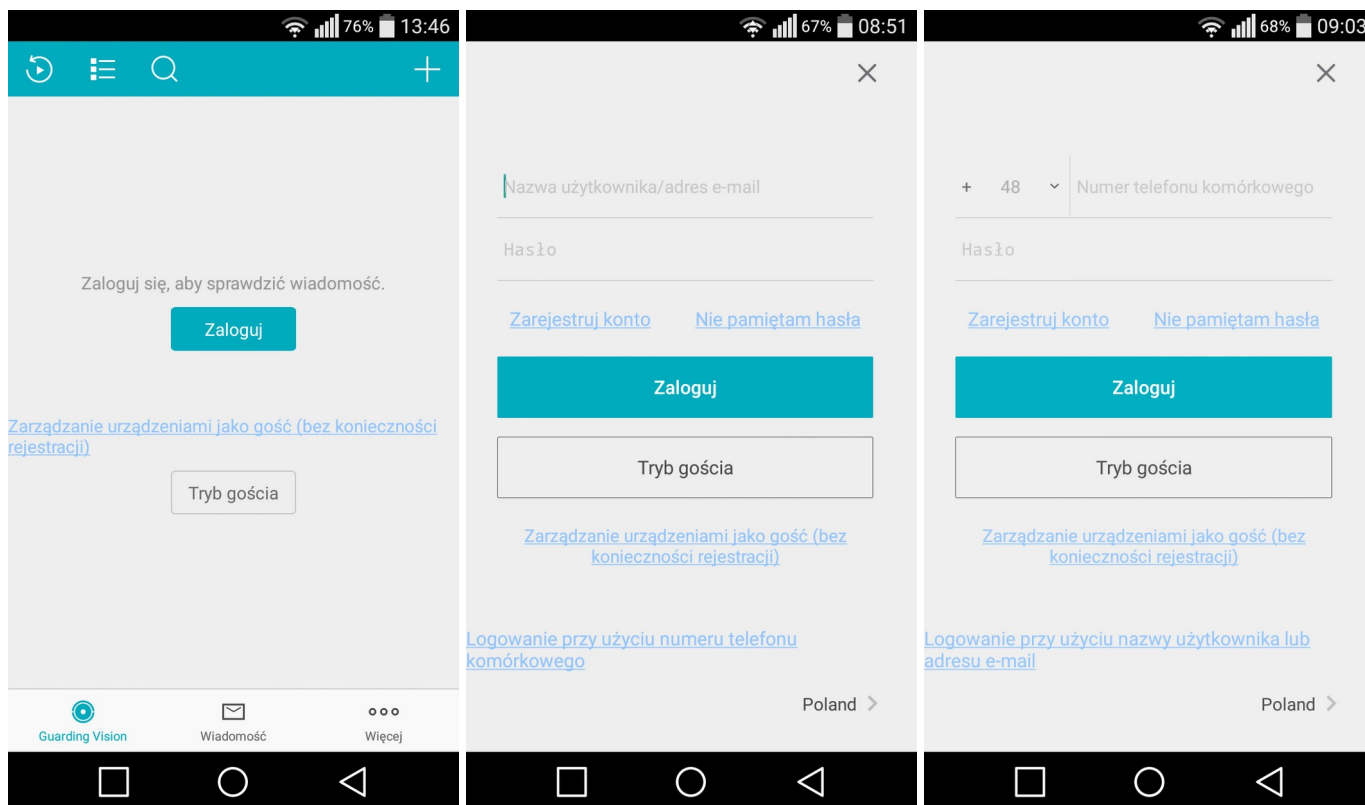 76% 13:46
Zaloguj się, aby sprawdzić wiadomość.
Zaloguj
Zarządzanie urządzeniami jako gość (bez konieczności
rejestracji)
Tryb gościa
Guarding Vision
Wiadomość
Więcej
67% 08:51
Nazwa użytkownika/adres e-mail
Hasło
Zarejestruj konto
Nie pamiętam hasła
Zaloguj
Tryb gościa
Zarządzanie urządzeniami jako gość (bez
konieczności rejestracji)
Logowanie przy użyciu numeru telefonu
komórkowego
Poland
68% 09:03
+ 48 Numer telefonu komórkowego
Hasło
Zarejestruj konto
Nie pamiętam hasła
Zaloguj
Tryb gościa
Zarządzanie urządzeniami jako gość (bez
konieczności rejestracji)
Logowanie przy użyciu nazwy użytkownika lub
adresu e-mail
Poland